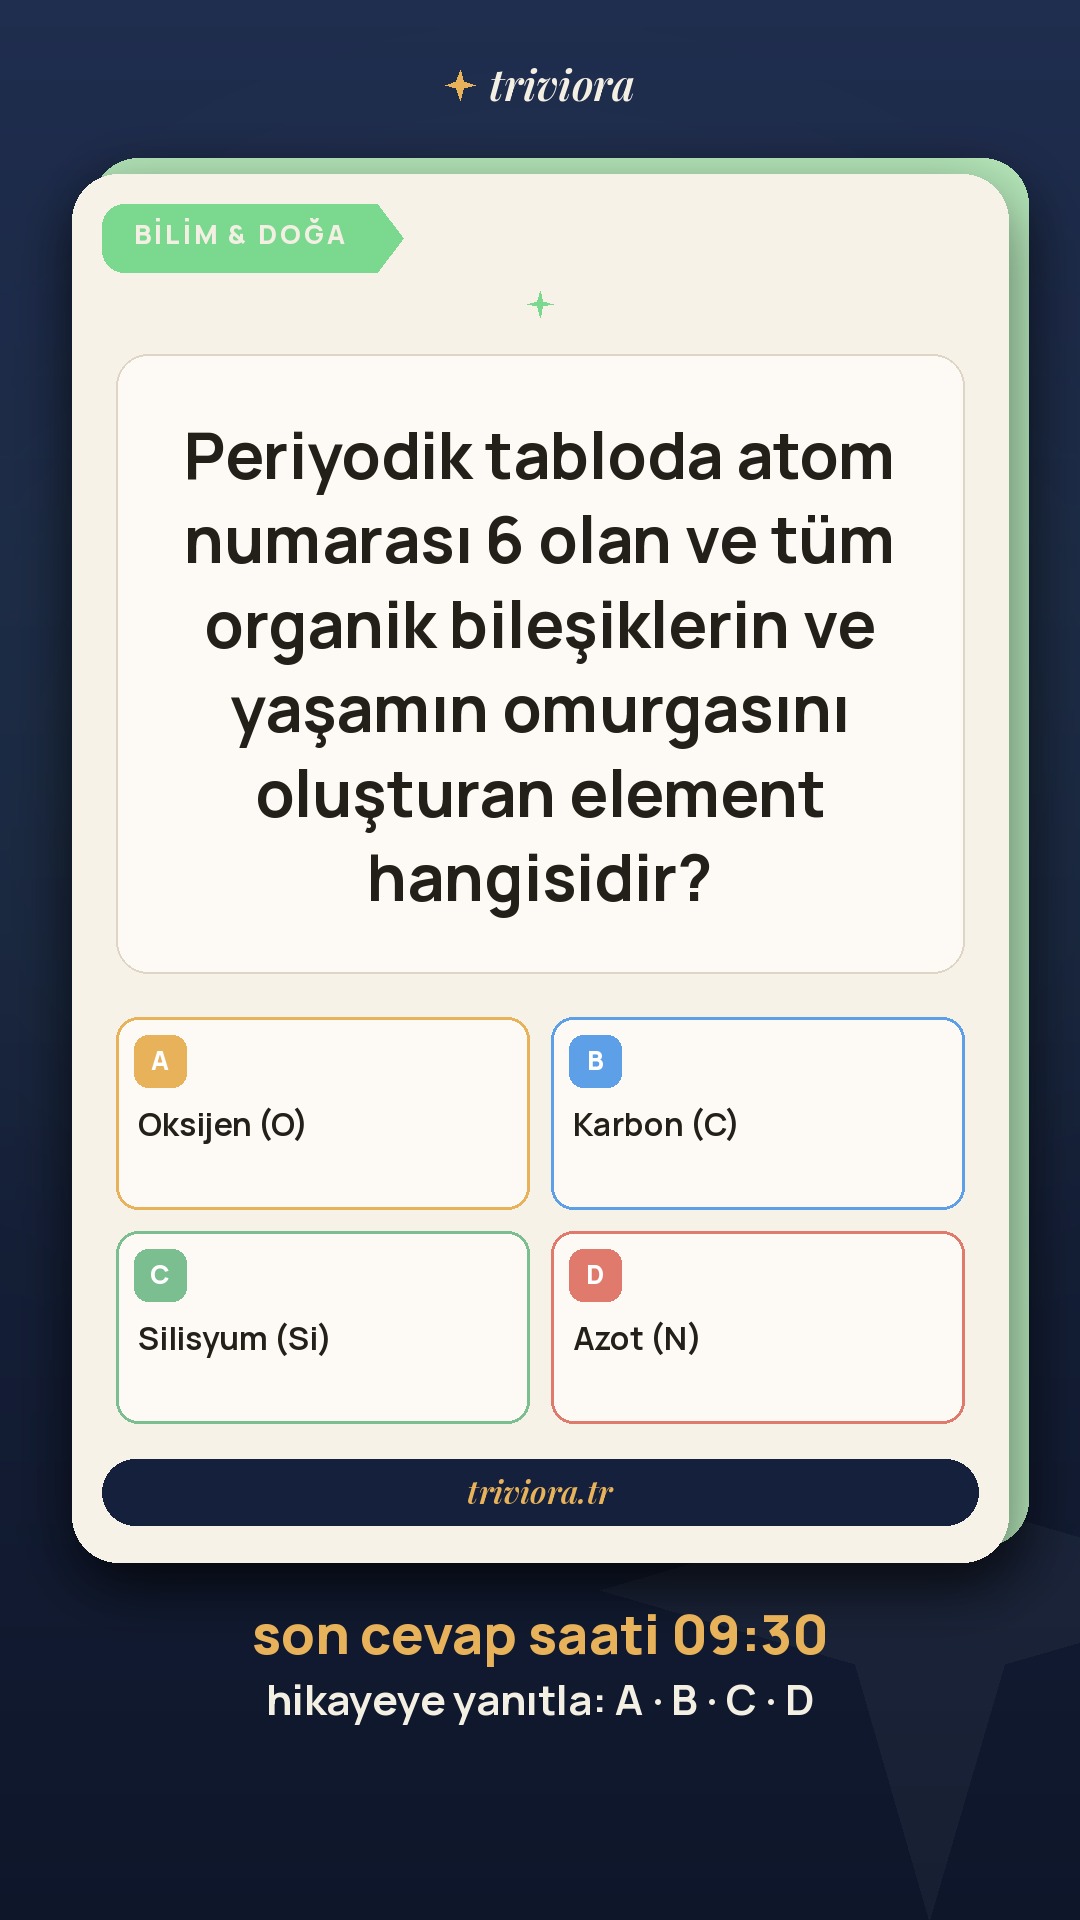 triviora
BİLİM & DOĞA
Periyodik tabloda atom
numarası 6 olan ve tüm
organik bileşiklerin ve
yaşamın omurgasını
oluşturan element
hangisidir?
A
Oksijen (O)
B
Karbon (C)
C
Silisyum (Si)
D
Azot (N)
triviora.tr
son cevap saati 09:30
hikayeye yanıtla: A · B · C · D